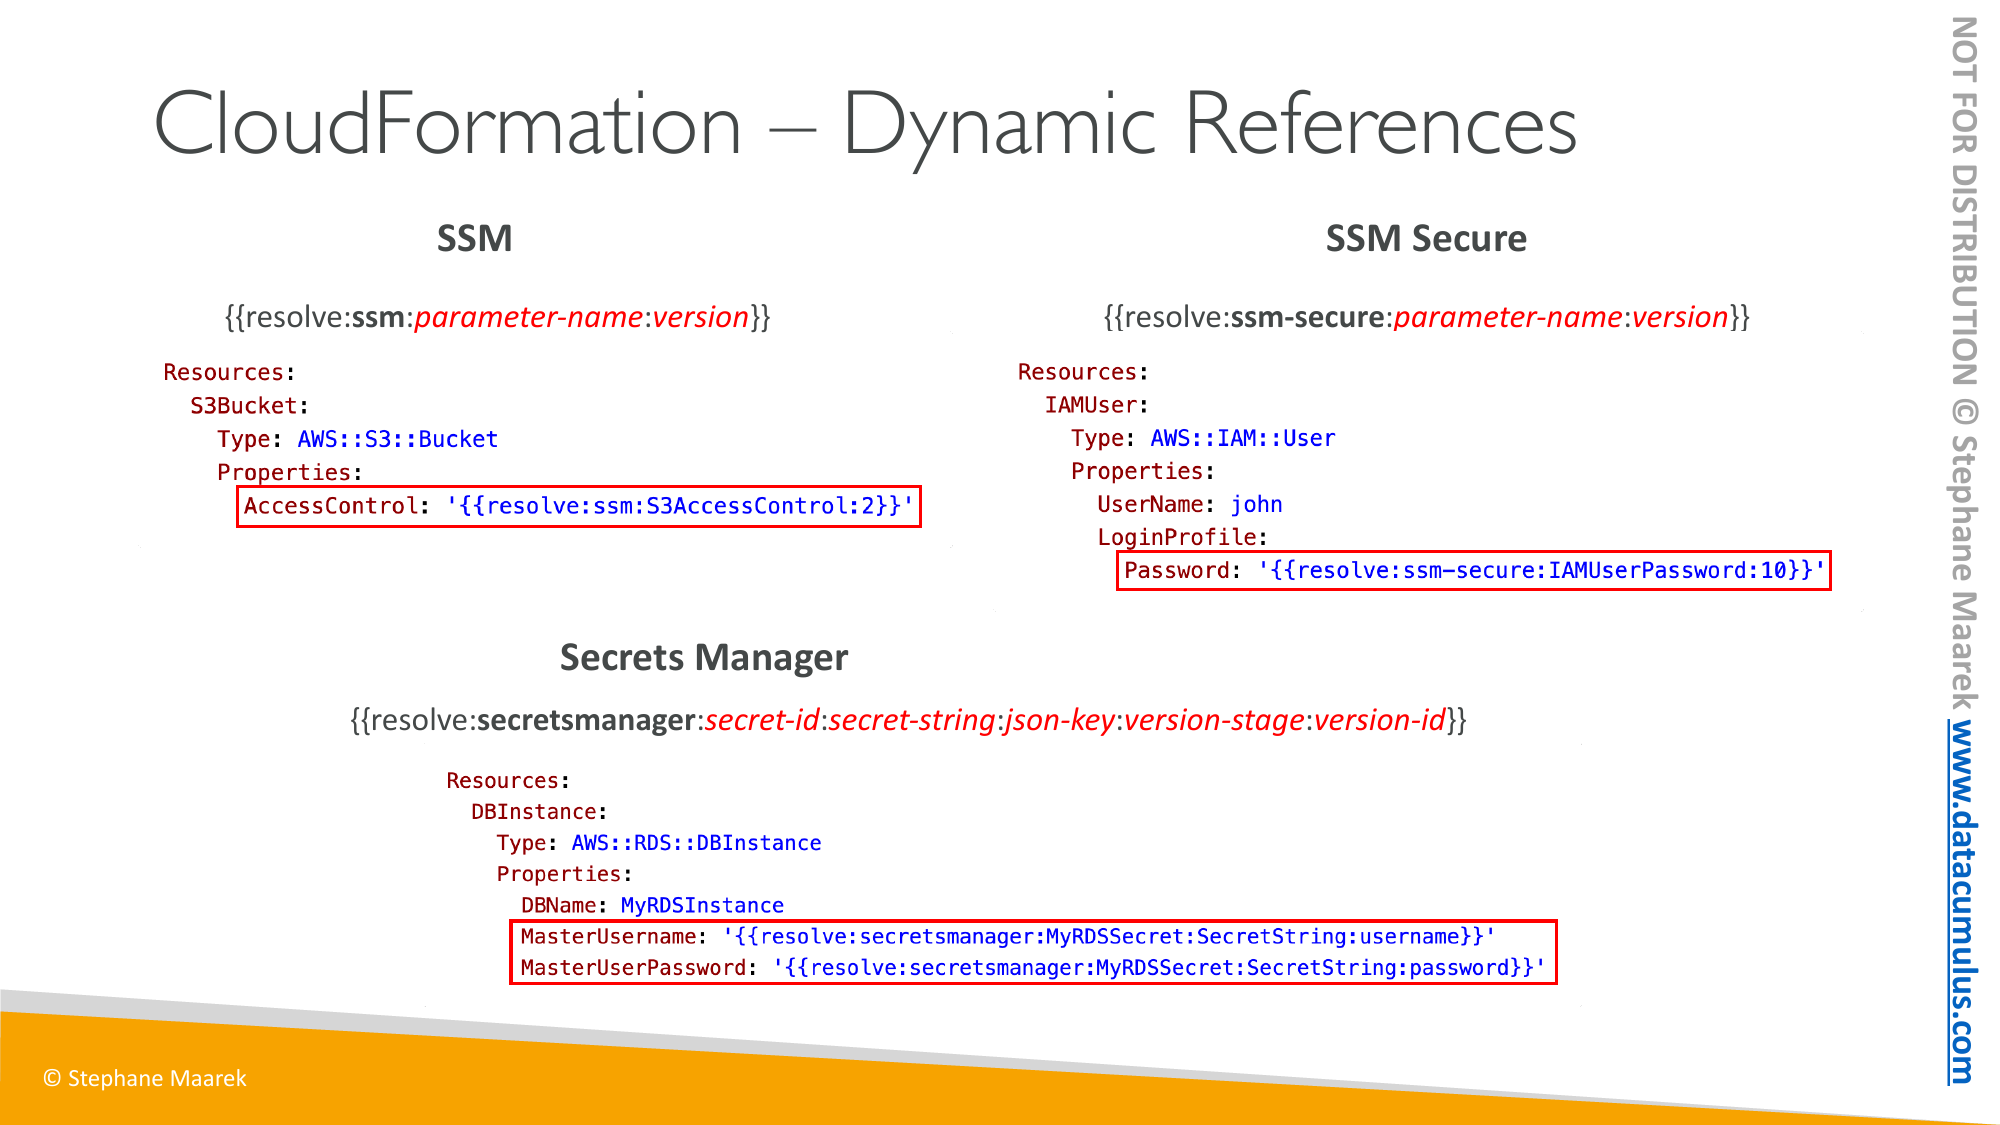 CloudFormation – Dynamic References
SSM
{{resolve:ssm:parameter-name:version}}
Resources:
  S3Bucket:
    Type: AWS::S3::Bucket
    Properties:
      AccessControl: '{{resolve:ssm:S3AccessControl:2}}'
SSM Secure
{{resolve:ssm-secure:parameter-name:version}}
Resources:
  IAMUser:
    Type: AWS::IAM::User
    Properties:
      UserName: john
      LoginProfile:
        Password: '{{resolve:ssm-secure:IAMUserPassword:10}}'
Secrets Manager
{{resolve:secretsmanager:secret-id:secret-string:json-key:version-stage:version-id}}
Resources:
  DBInstance:
    Type: AWS::RDS::DBInstance
    Properties:
      DBName: MyRDSInstance
      MasterUsername: '{{resolve:secretsmanager:MyRDSSecret:SecretString:username}}'
      MasterUserPassword: '{{resolve:secretsmanager:MyRDSSecret:SecretString:password}}'
© Stephane Maarek
NOT FOR DISTRIBUTION © Stephane Maarek www.datacumulus.com